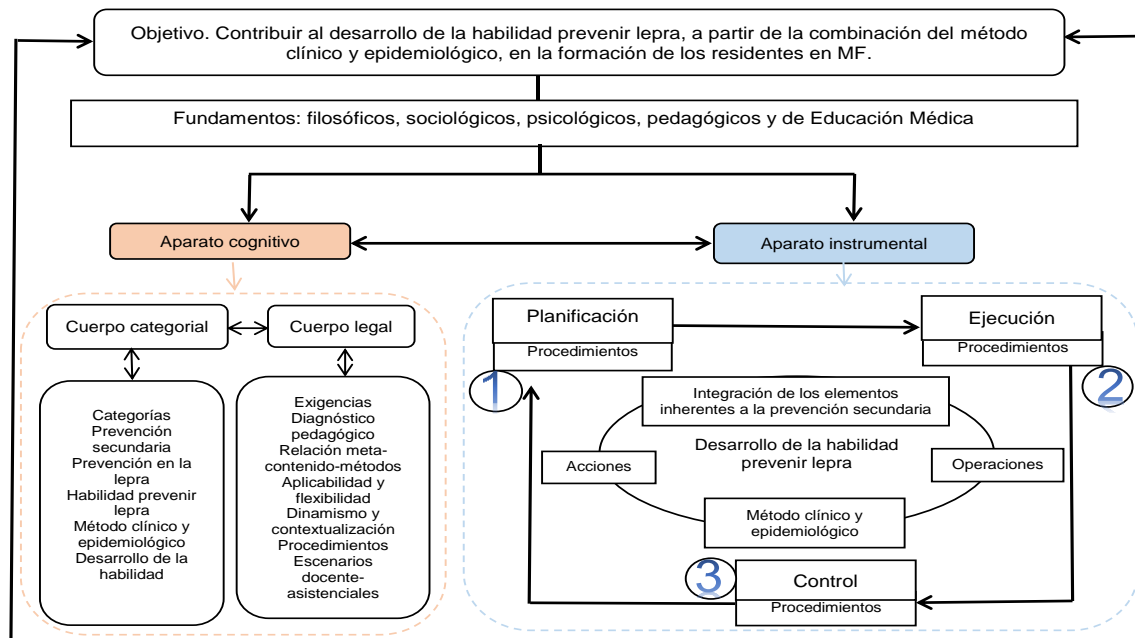 Objetivo. Contribuir al desarrollo de la habilidad prevenir lepra, a partir de la combinación del método
clínico y epidemiológico, en la formación de los residentes en MF.
Fundamentos: filosóficos, sociológicos, psicológicos, pedagógicos y de Educación Médica
Aparato cognitivo
Aparato instrumental
Cuerpo categorial
Cuerpo legal
Categorías
Prevención
secundaria
Prevención en la
lepra
Habilidad prevenir
lepra
Método clínico y
epidemiológico
Desarrollo de la
habilidad
Exigencias
Diagnóstico
pedagógico
Relación meta-
contenido-métodos
Aplicabilidad y
flexibilidad
Dinamismo y
contextualización
Procedimientos
Escenarios
docente-
asistenciales
Planificación
Procedimientos
1
Ejecución
Procedimientos
2
Integración de los elementos
inherentes a la prevención secundaria
Desarrollo de la habilidad
prevenir lepra
Acciones
Operaciones
Método clínico y
epidemiológico
3
Control
Procedimientos